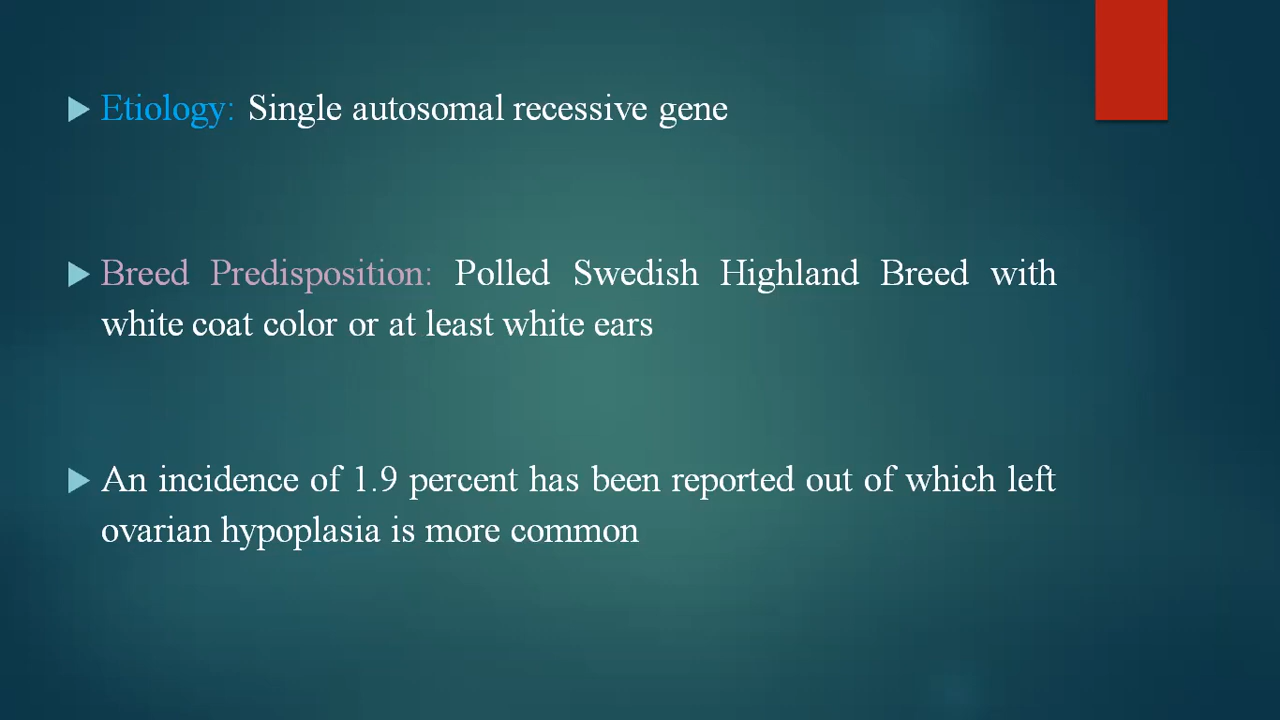 Etiology: Single autosomal recessive gene
Breed Predisposition: Polled Swedish Highland Breed with
white coat color or at least white ears
An incidence of 1.9 percent has been reported out of which left
ovarian hypoplasia is more common